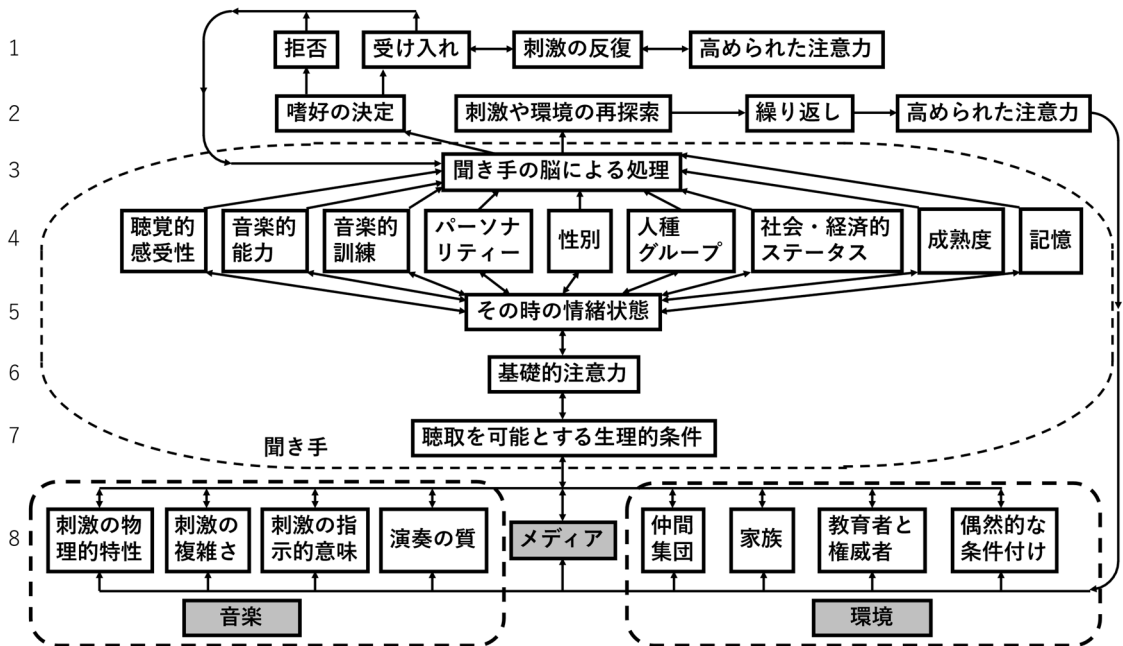 1
拒否
受け入れ
刺激の反復
高められた注意力
2
嗜好の決定
刺激や環境の再探索
繰り返し
高められた注意力
3
聞き手の脳による処理
4
聴覚的
感受性
音楽的
能力
音楽的
訓練
パーソナ
リティー
性別
人種
グループ
社会・経済的
ステータス
成熟度
記憶
5
その時の情緒状態
6
基礎的注意力
7
聴取を可能とする生理的条件
聞き手
8
刺激の物
理的特性
刺激の
複雑さ
刺激の指
示的意味
演奏の質
メディア
仲間
集団
家族
教育者と
権威者
偶然的な
条件付け
音楽
環境